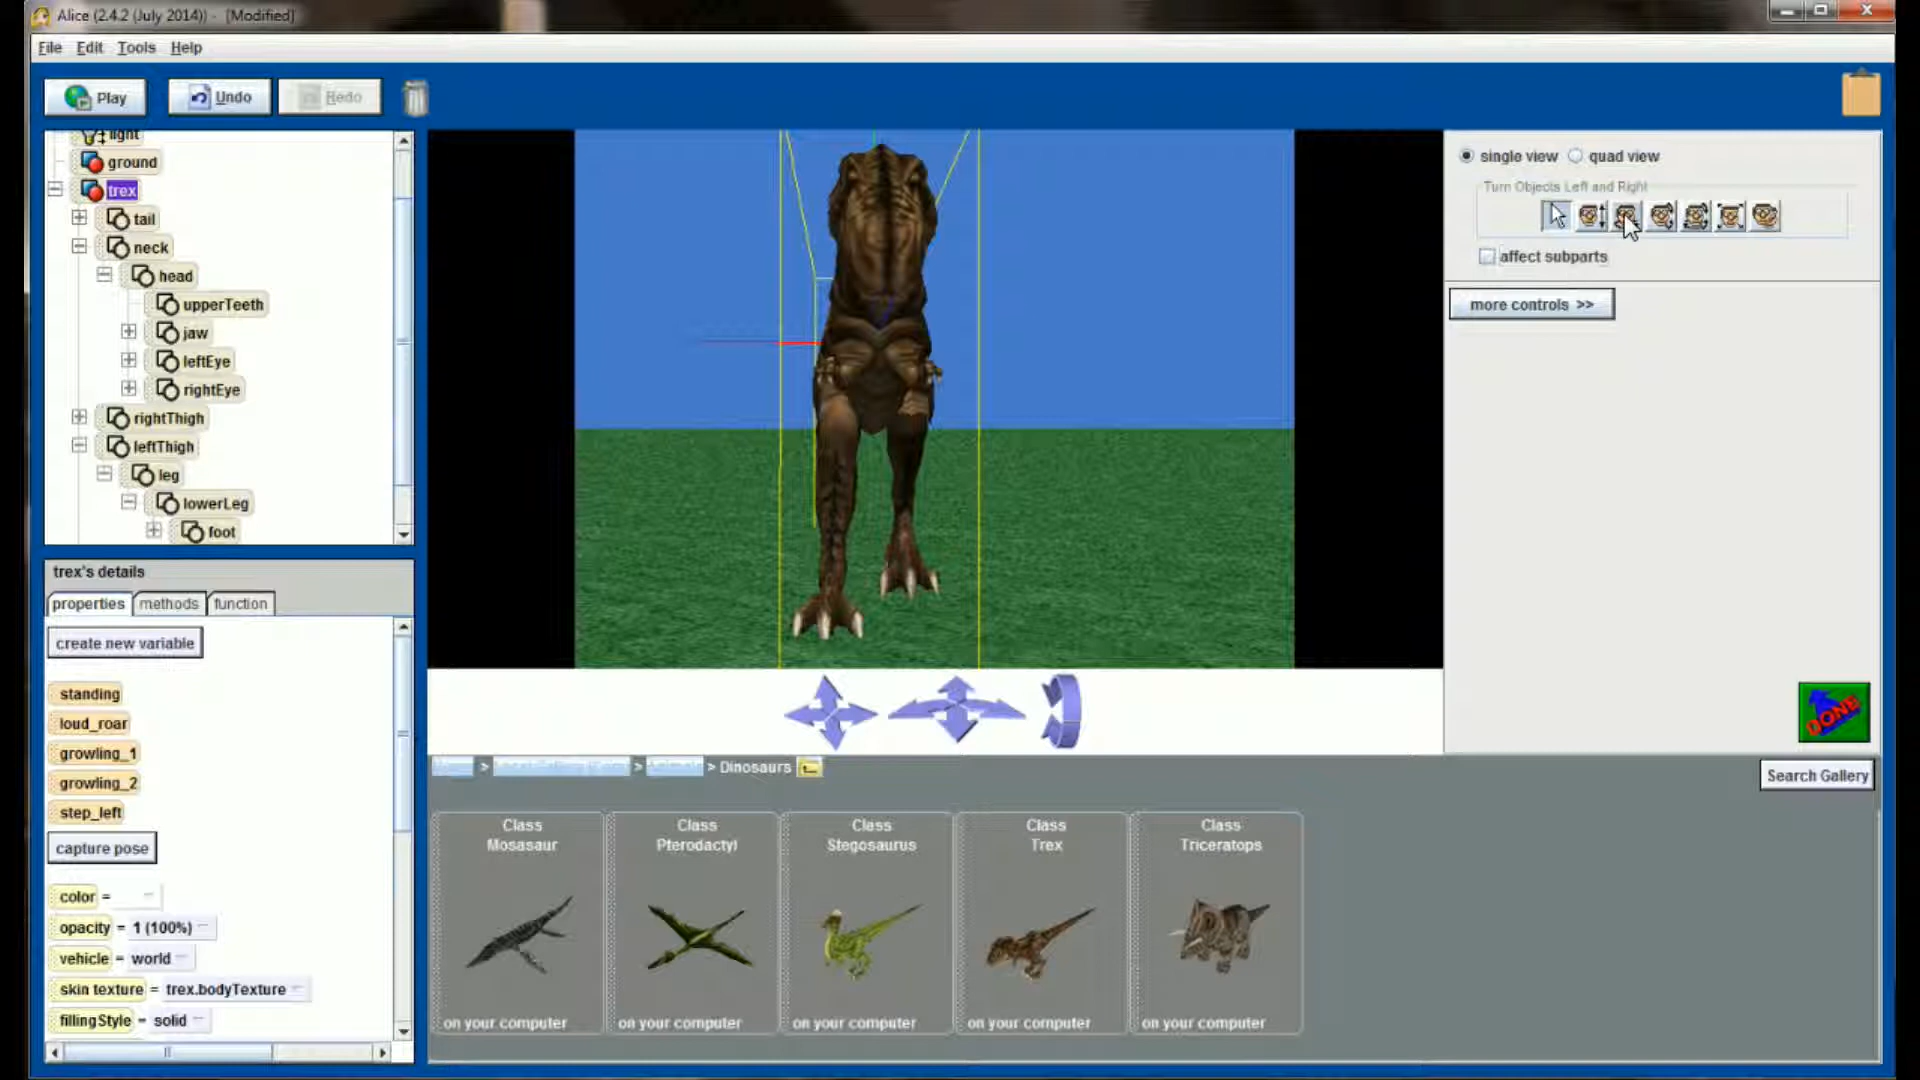 Alice (2.4.2 (July 2014)) - [Modified]
File Edit Tools Help
Play Undo Redo
light
ground
trex
tail
neck
head
upperTeeth
jaw
leftEye
rightEye
rightThigh
leftThigh
leg
lowerLeg
foot
single view quad view
Turn Objects Left and Right
affect subparts
more controls >>
DONE
trex's details
properties methods function
create new variable
standing
loud_roar
growling_1
growling_2
step_left
capture pose
color =
opacity = 1 (100%)
vehicle = world
skin texture = trex.bodyTexture
fillingStyle = solid
> > > Dinosaurs
Search Gallery
Class Mosasaur
on your computer
Class Pterodactyl
on your computer
Class Stegosaurus
on your computer
Class Trex
on your computer
Class Triceratops
on your computer